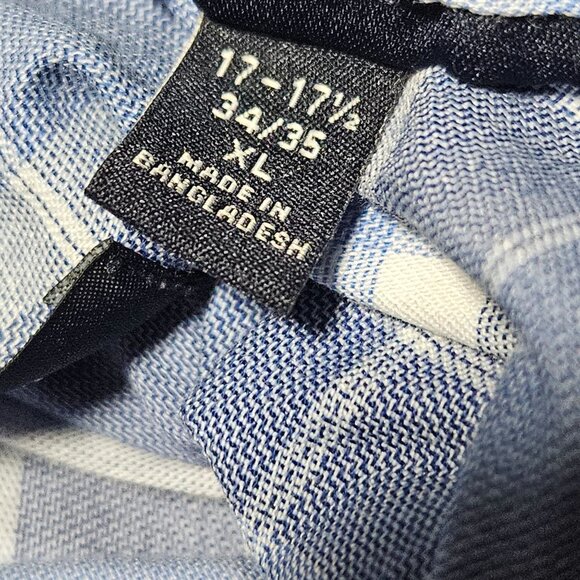 17-17½
34/35
XL
MADE IN
BANGLADESH